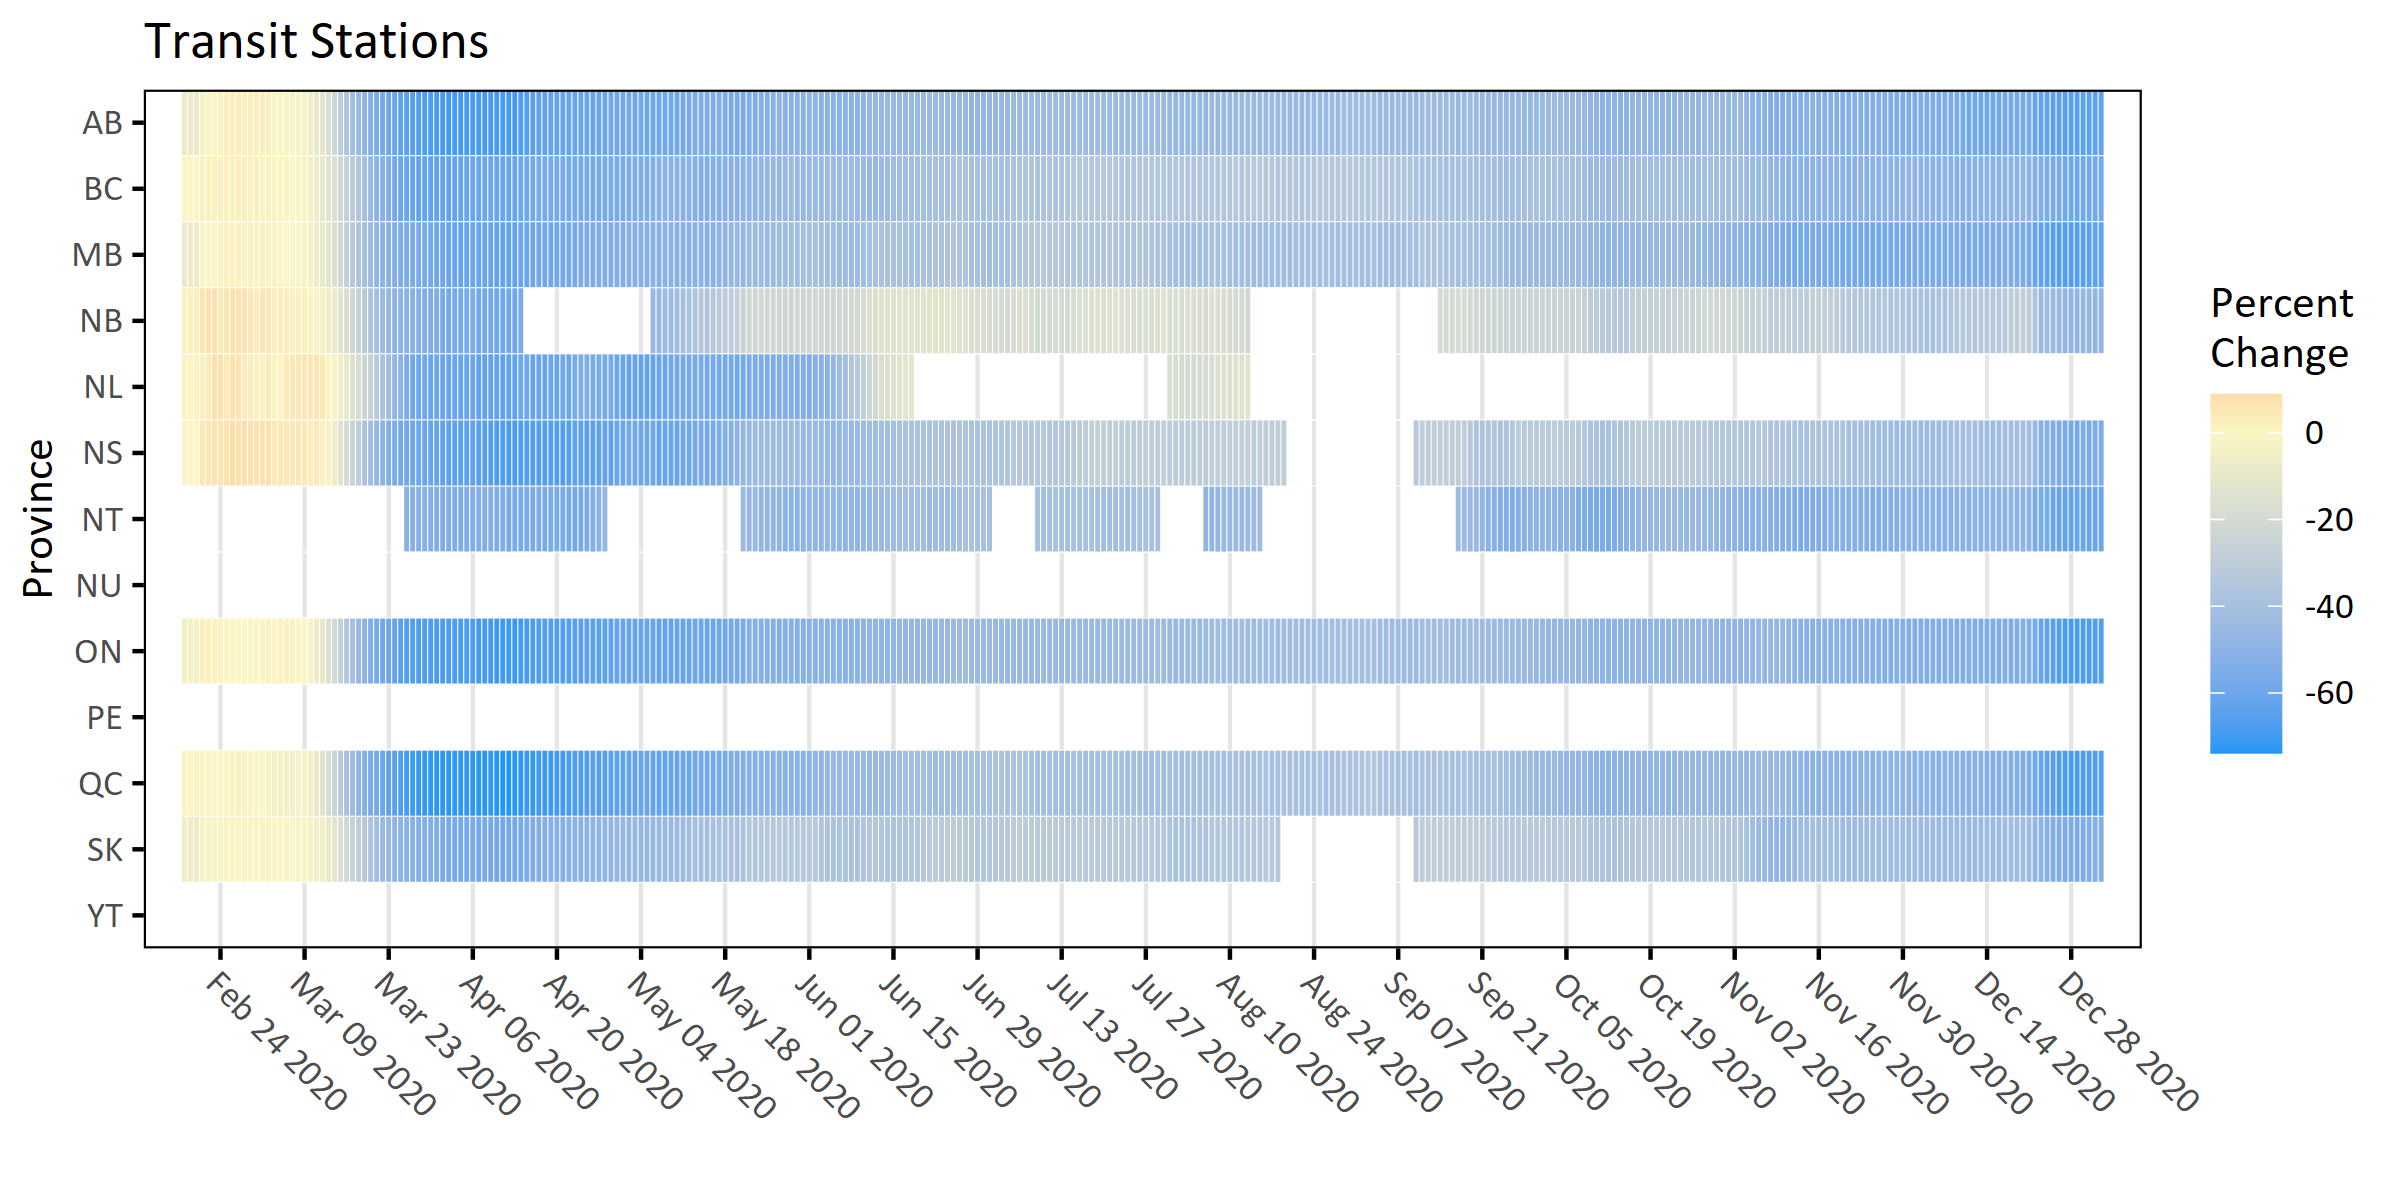 Transit Stations
Province
AB
BC
MB
NB
NL
NS
NT
NU
ON
PE
QC
SK
YT
Feb 24 2020
Mar 09 2020
Mar 23 2020
Apr 06 2020
Apr 20 2020
May 04 2020
May 18 2020
Jun 01 2020
Jun 15 2020
Jun 29 2020
Jul 13 2020
Jul 27 2020
Aug 10 2020
Aug 24 2020
Sep 07 2020
Sep 21 2020
Oct 05 2020
Oct 19 2020
Nov 02 2020
Nov 16 2020
Nov 30 2020
Dec 14 2020
Dec 28 2020
Percent
Change
0
-20
-40
-60